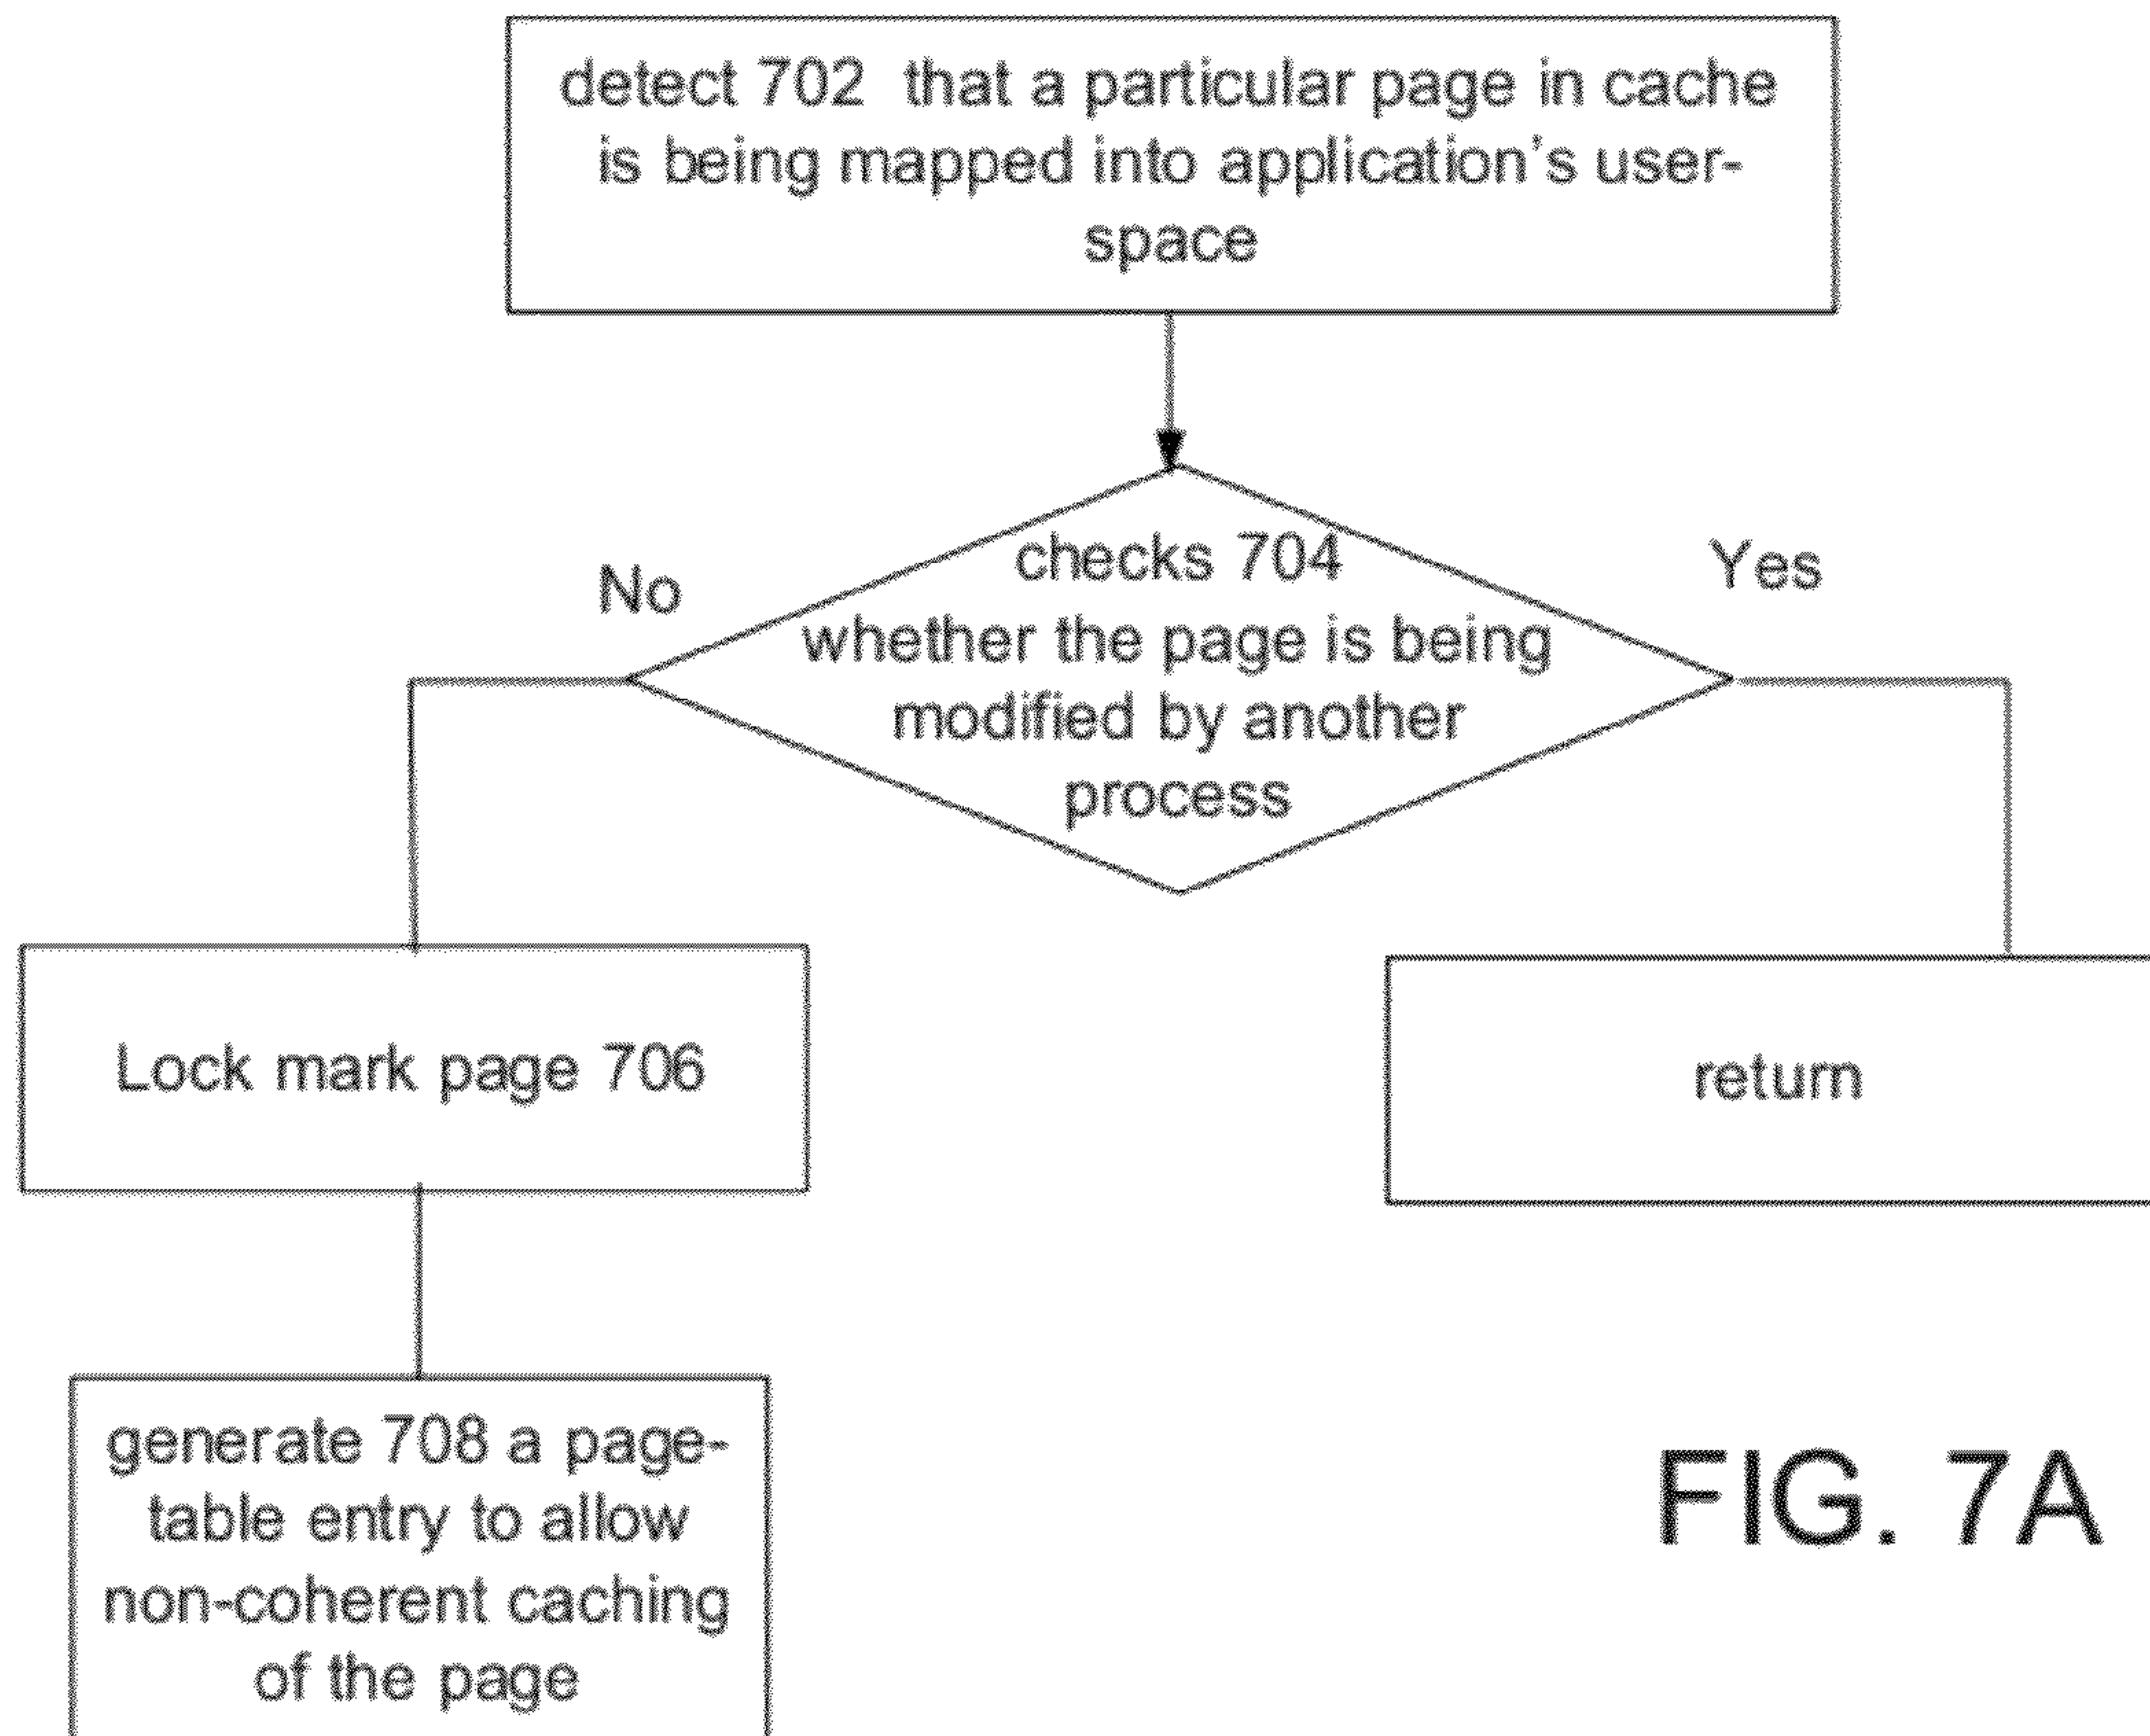 detect 702 that a particular page in cache
is being mapped into application's user-
space
checks 704
whether the page is being
modified by another
process
No
Yes
Lock mark page 706
return
generate 708 a page-
table entry to allow
non-coherent caching
of the page
FIG. 7A